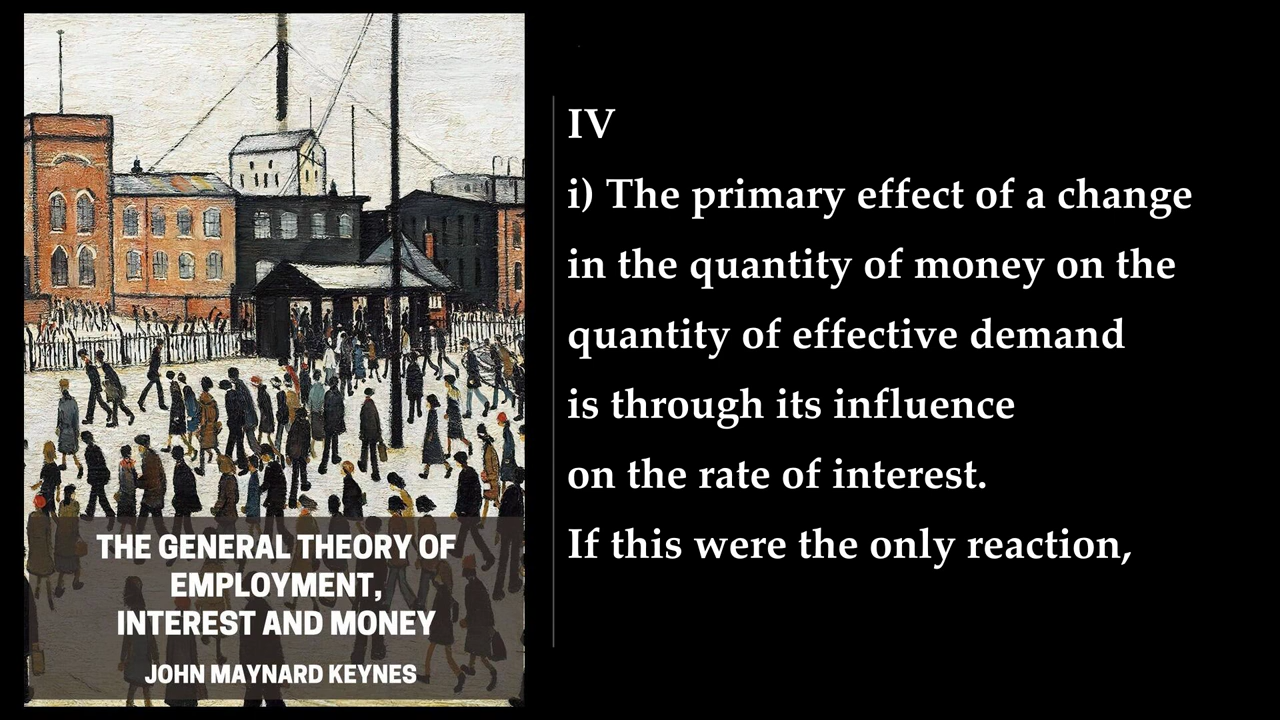 IV
i) The primary effect of a change
in the quantity of money on the
quantity of effective demand
is through its influence
on the rate of interest.
If this were the only reaction,
THE GENERAL THEORY OF
EMPLOYMENT,
INTEREST AND MONEY
JOHN MAYNARD KEYNES